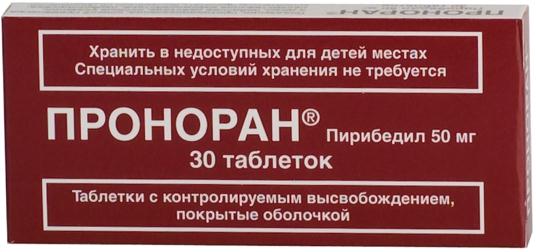 ПРОНОРАН
Хранить в недоступных для детей местах
Специальных условий хранения не требуется
ПРОНОРАН® Пирибедил 50 мг
30 таблеток
Таблетки с контролируемым высвобождением,
покрытые оболочкой